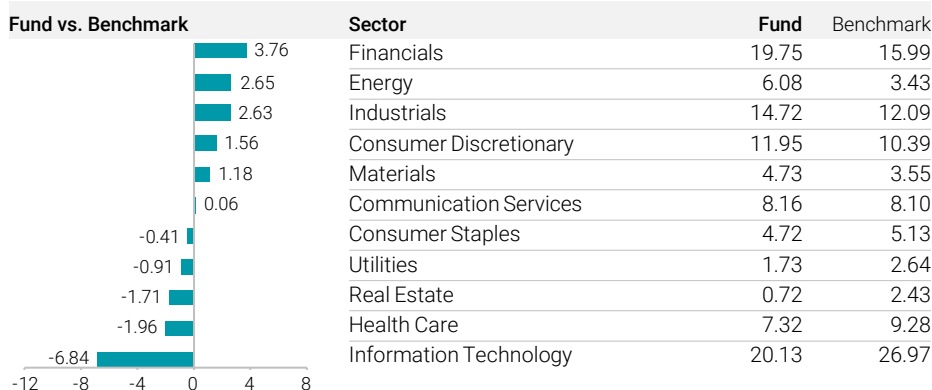 Fund vs. Benchmark Sector Fund Benchmark
3.76 Financials 19.75 15.99
2.65 Energy 6.08 3.43
2.63 Industrials 14.72 12.09
1.56 Consumer Discretionary 11.95 10.39
1.18 Materials 4.73 3.55
0.06 Communication Services 8.16 8.10
-0.41 Consumer Staples 4.72 5.13
-0.91 Utilities 1.73 2.64
-1.71 Real Estate 0.72 2.43
-1.96 Health Care 7.32 9.28
-6.84 Information Technology 20.13 26.97
-12 -8 -4 0 4 8